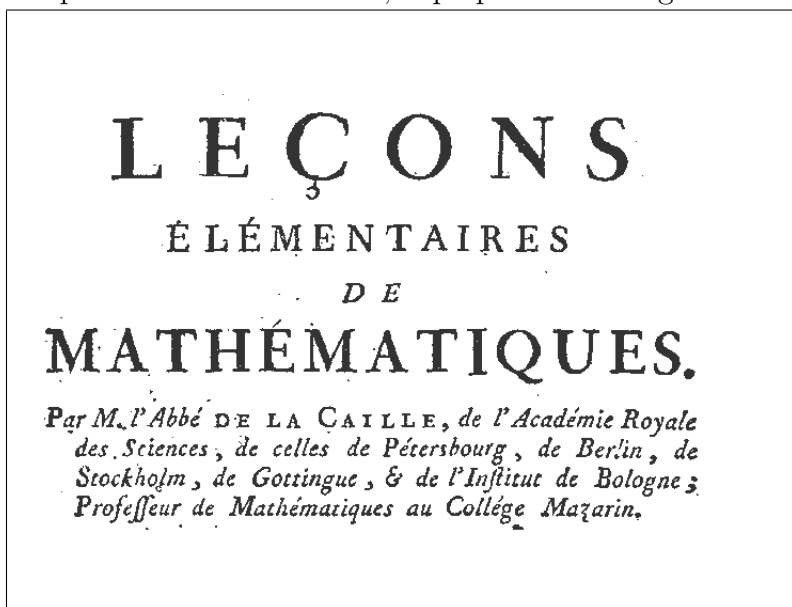 LEÇONS
ÉLÉMENTAIRES
DE
MATHÉMATIQUES.
Par M. l'Abbé DE LA CAILLE, de l'Académie Royale
des Sciences, de celles de Pétersbourg, de Berlin, de
Stockholm, de Gottingue, & de l'Inſtitut de Bologne;
Profeſſeur de Mathématiques au Collége Mazarin.